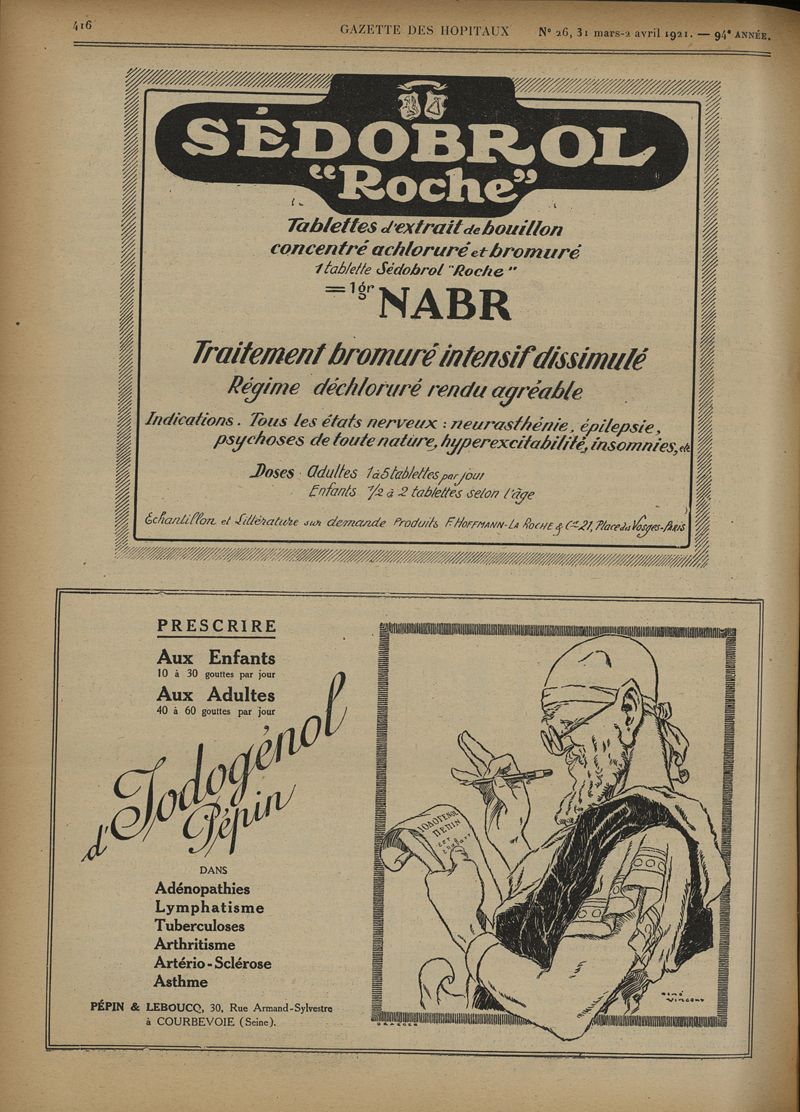 416
GAZETTE DES HOPITAUX
N° 26, 31 mars-2 avril 1921. — 94e ANNÉE.
SÉDOBROL
"Roche"
Tablettes d'extrait de bouillon
concentré achloruré et bromuré
1 tablette Sédobrol "Roche"
= 1gr NABR
Traitement bromuré intensif dissimulé
Régime déchloruré rendu agréable
Indications. Tous les états nerveux : neurasthénie, épilepsie,
psychoses de toute nature, hyperexcitabilité, insomnies, etc
Doses · Adultes 1 à 5 tablettes par jour
Enfants 1/2 à 2 tablettes selon l'âge
Échantillon et Littérature sur demande Produits F. HOFFMANN-LA ROCHE & Cie 21, Place des Vosges-PARIS
PRESCRIRE
Aux Enfants
10 à 30 gouttes par jour
Aux Adultes
40 à 60 gouttes par jour
d'Iodogénol
Pépin
DANS
Adénopathies
Lymphatisme
Tuberculoses
Arthritisme
Artério-Sclérose
Asthme
PÉPIN & LEBOUCQ, 30, Rue Armand-Sylvestre
à COURBEVOIE (Seine).
ΙΟΔΟΓΕΝΟΛ
ΠΕΠΙΝ
RENÉ
VINCENT
DRAEGER